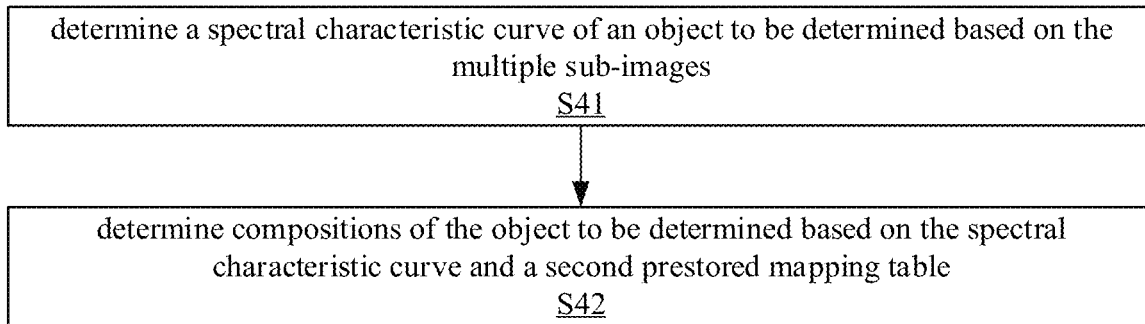 determine a spectral characteristic curve of an object to be determined based on the
multiple sub-images
S41
determine compositions of the object to be determined based on the spectral
characteristic curve and a second prestored mapping table
S42